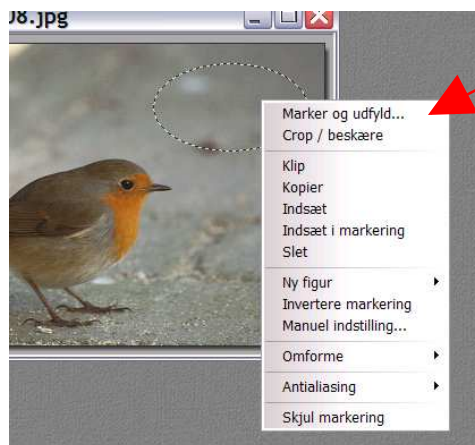 08.jpg
Marker og udfyld...
Crop / beskære
Klip
Kopier
Indsæt
Indsæt i markering
Slet
Ny figur
Invertere markering
Manuel indstilling...
Omforme
Antialiasing
Skjul markering